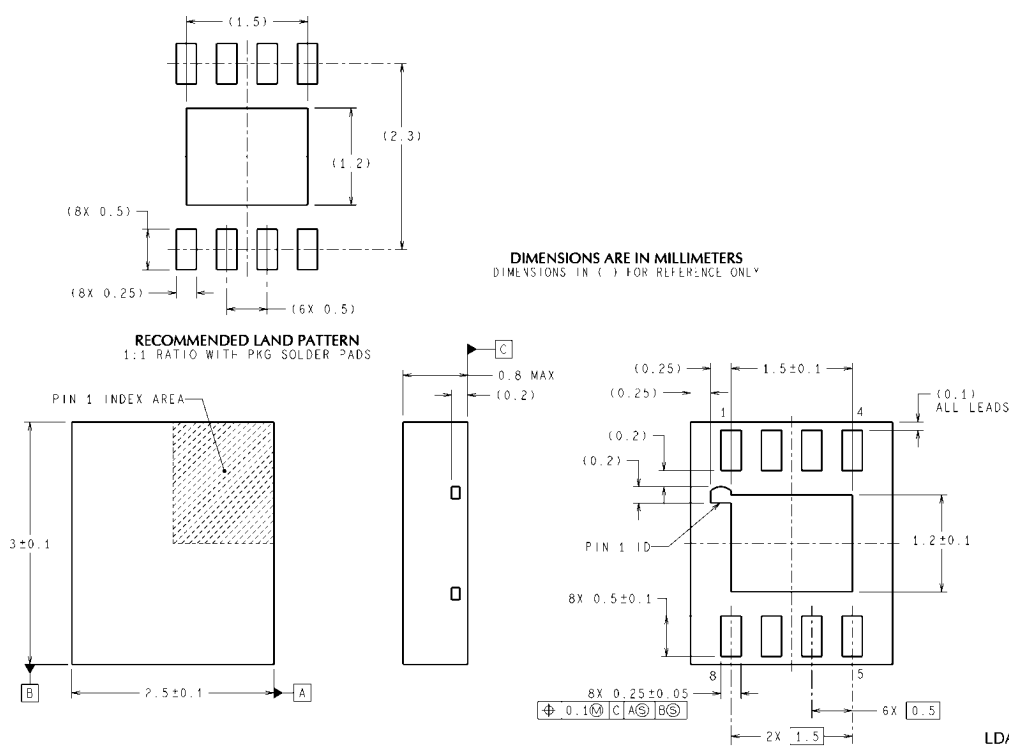 (1.5)
(2.3)
(1.2)
(8X 0.5)
(8X 0.25)
(6X 0.5)
DIMENSIONS ARE IN MILLIMETERS
DIMENSIONS IN ( ) FOR REFERENCE ONLY
RECOMMENDED LAND PATTERN
1:1 RATIO WITH PKG SOLDER PADS
C
0.8 MAX
(0.2)
PIN 1 INDEX AREA
3±0.1
B
2.5±0.1
A
(0.25)
1.5±0.1
(0.25)
(0.1)
ALL LEADS
1
4
(0.2)
(0.2)
PIN 1 ID
1.2±0.1
8X 0.5±0.1
8
5
8X 0.25±0.05
⌖ 0.1Ⓜ C AⓈ BⓈ
6X 0.5
2X 1.5
LDA